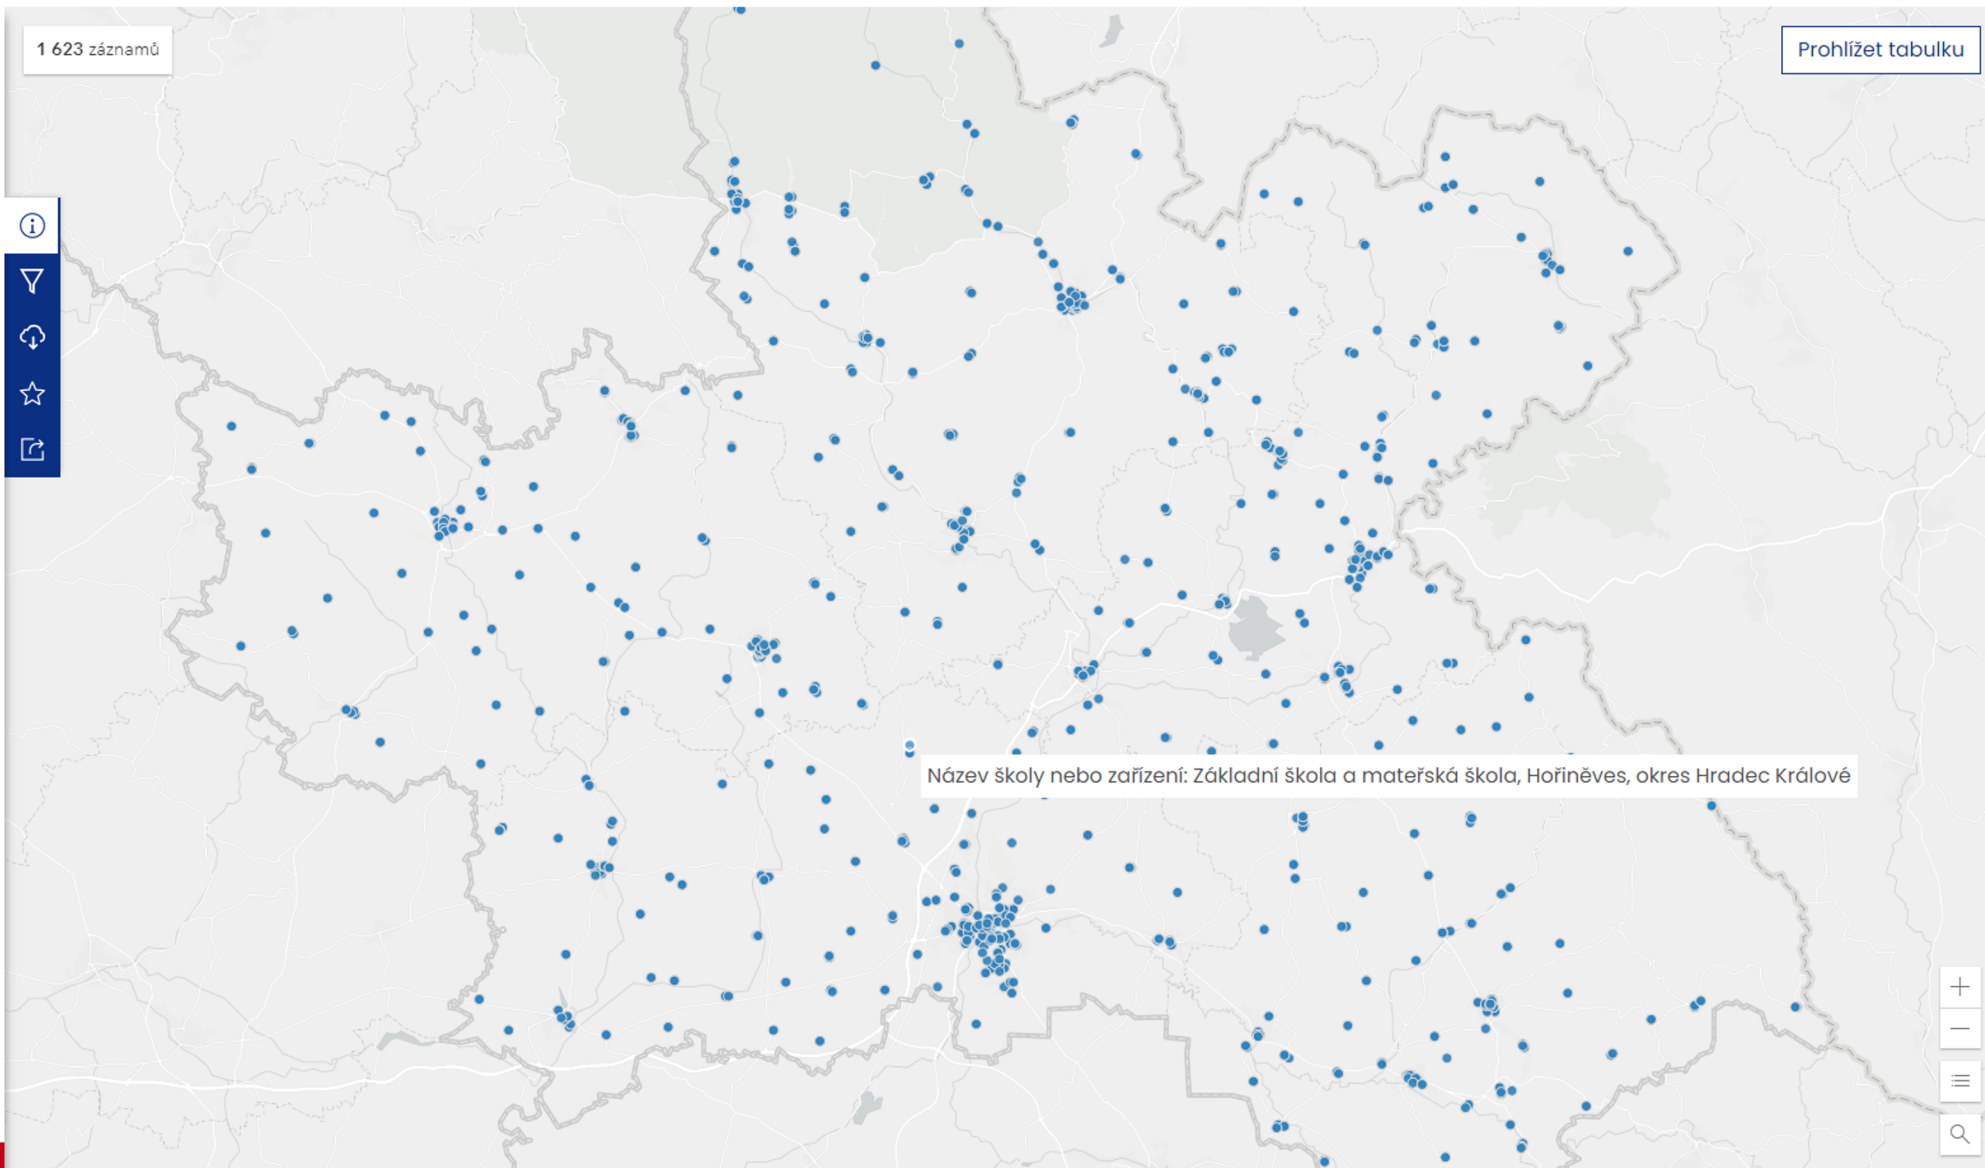 1 623 záznamů
Prohlížet tabulku
Název školy nebo zařízení: Základní škola a mateřská škola, Hořiněves, okres Hradec Králové